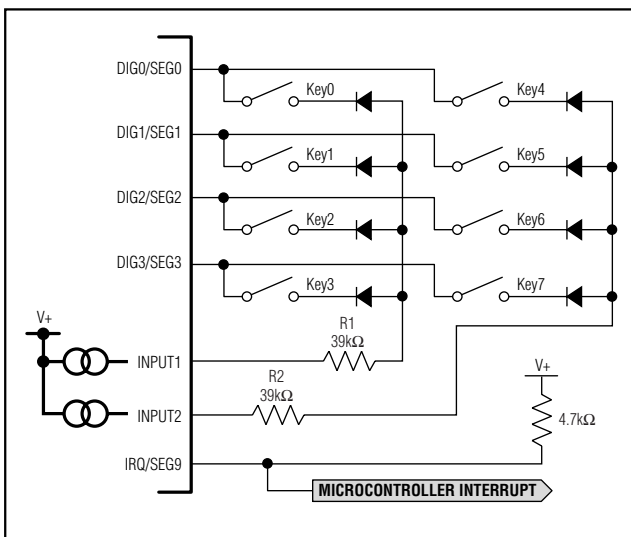 DIG0/SEG0
Key0
Key4
DIG1/SEG1
Key1
Key5
DIG2/SEG2
Key2
Key6
DIG3/SEG3
Key3
Key7
V+
R1
39kΩ
INPUT1
R2
39kΩ
V+
INPUT2
4.7kΩ
IRQ/SEG9
MICROCONTROLLER INTERRUPT